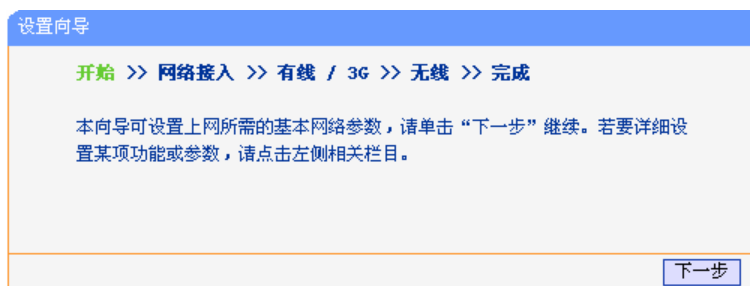 设置向导
开始 >> 网络接入 >> 有线 / 3G >> 无线 >> 完成
本向导可设置上网所需的基本网络参数，请单击“下一步”继续。若要详细设
置某项功能或参数，请点击左侧相关栏目。
下一步